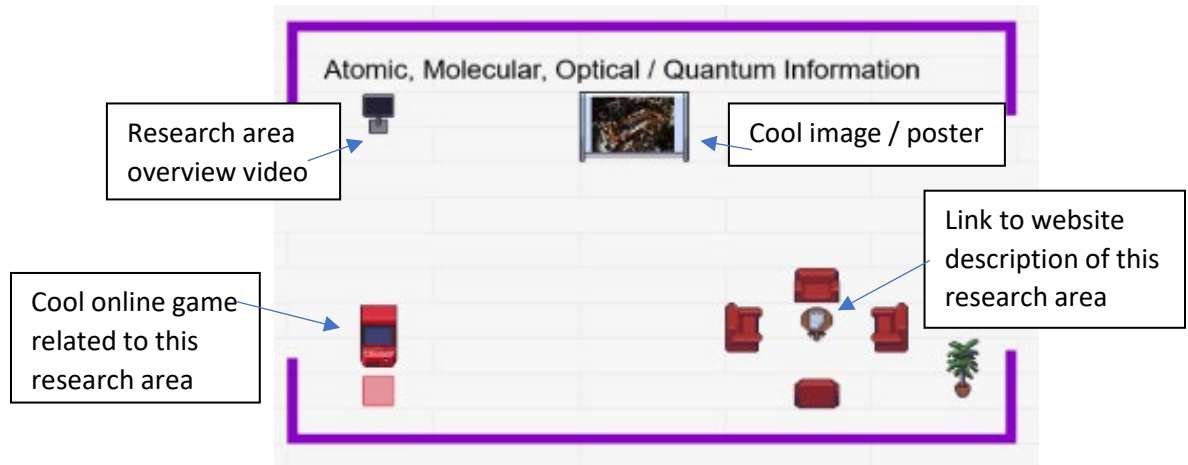 Atomic, Molecular, Optical / Quantum Information
Research area
overview video
Cool image / poster
Link to website
description of this
research area
Cool online game
related to this
research area